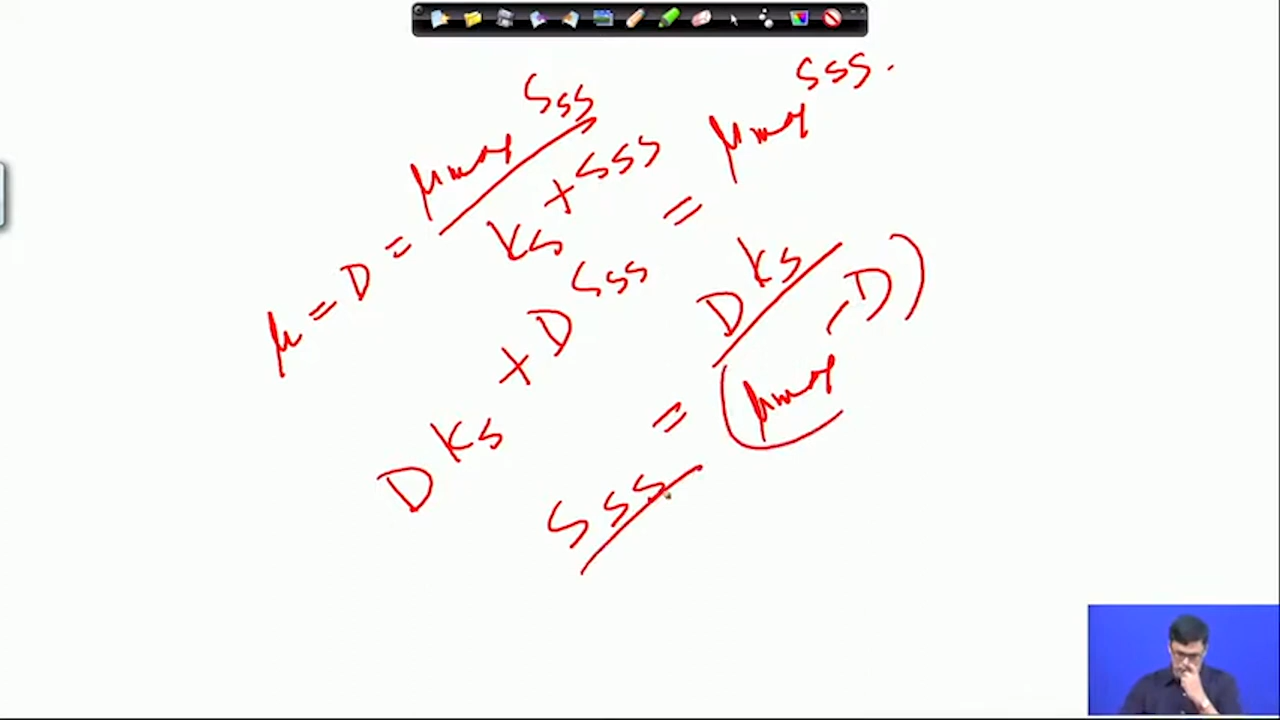 μ = D = μmax Sss / Ks + Sss
D Ks + D Sss = μmax Sss.
Sss = D Ks / (μmax - D)